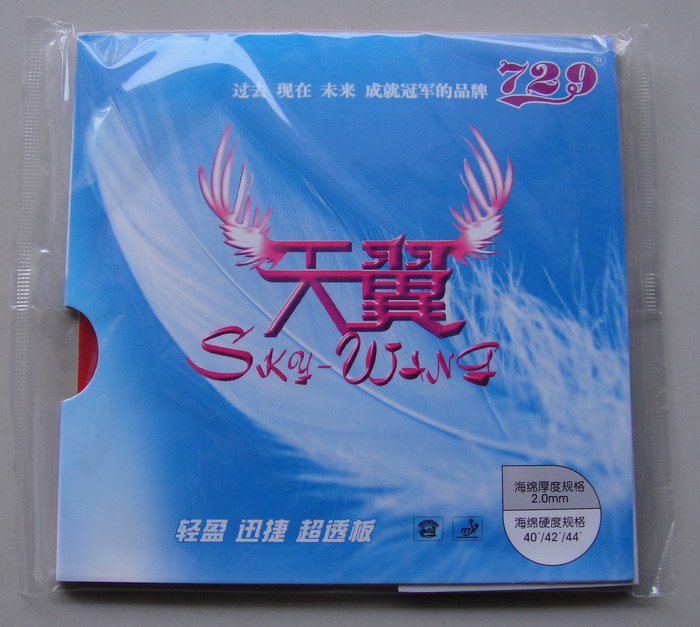 过去 现在 未来 成就冠军的品牌
729®
天翼
SKY-WING
海绵厚度规格
2.0mm
海绵硬度规格
40°/42°/44°
轻盈 迅捷 超透板